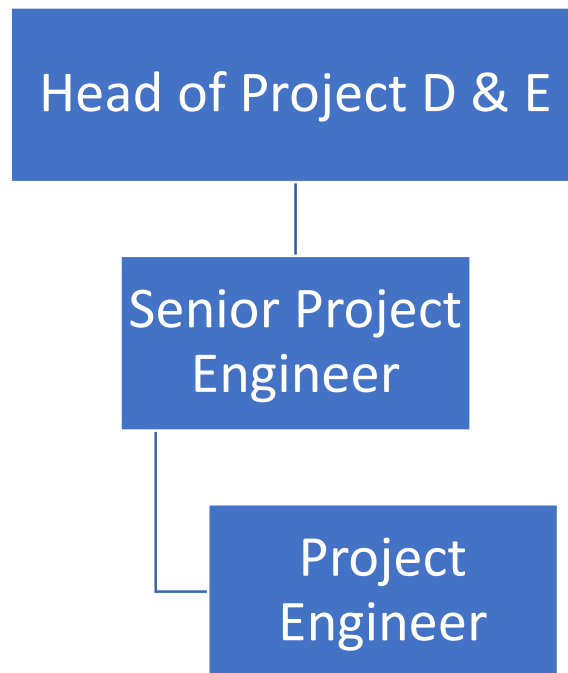 Head of Project D & E
Senior Project
Engineer
Project
Engineer